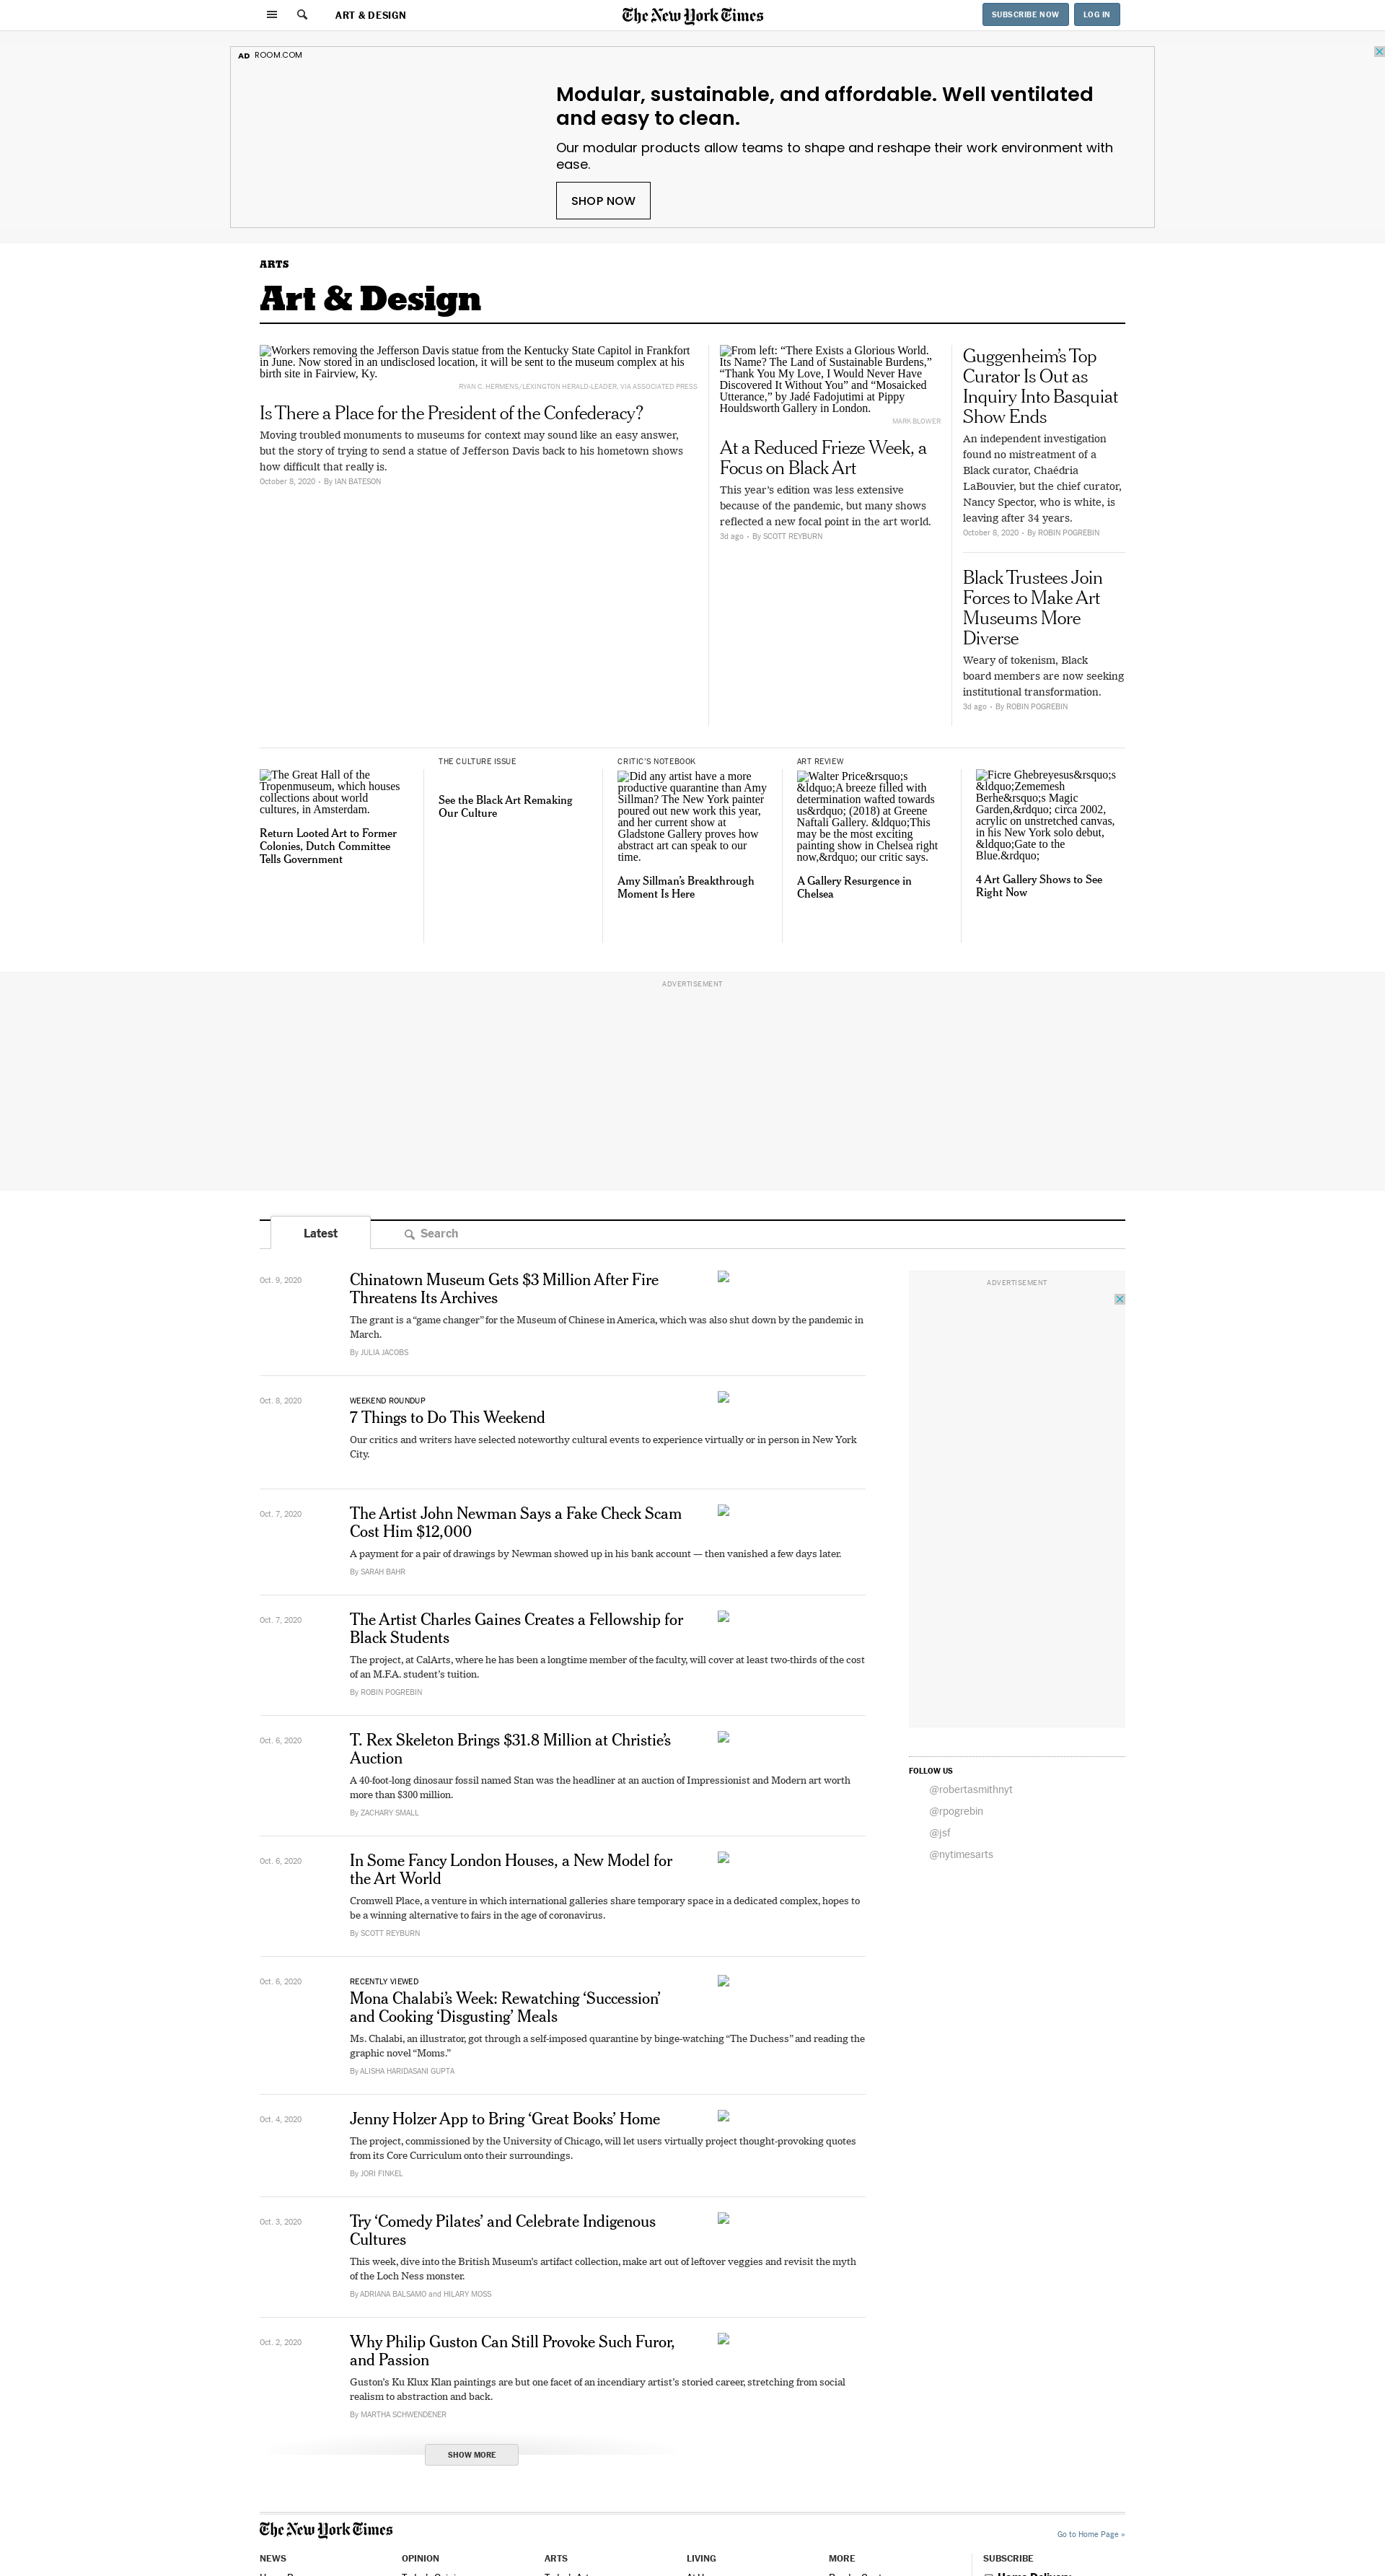 ART & DESIGN
The New York Times
SUBSCRIBE NOW
LOG IN
AD ROOM.COM
Modular, sustainable, and affordable. Well ventilated
and easy to clean.
Our modular products allow teams to shape and reshape their work environment with
ease.
SHOP NOW
ARTS
Art & Design
Workers removing the Jefferson Davis statue from the Kentucky State Capitol in Frankfort
in June. Now stored in an undisclosed location, it will be sent to the museum complex at his
birth site in Fairview, Ky.
RYAN C. HERMENS/LEXINGTON HERALD-LEADER, VIA ASSOCIATED PRESS
Is There a Place for the President of the Confederacy?
Moving troubled monuments to museums for context may sound like an easy answer,
but the story of trying to send a statue of Jefferson Davis back to his hometown shows
how difficult that really is.
October 8, 2020 • By IAN BATESON
From left: “There Exists a Glorious World.
Its Name? The Land of Sustainable Burdens,”
“Thank You My Love, I Would Never Have
Discovered It Without You” and “Mosaicked
Utterance,” by Jadé Fadojutimi at Pippy
Houldsworth Gallery in London.
MARK BLOWER
At a Reduced Frieze Week, a
Focus on Black Art
This year’s edition was less extensive
because of the pandemic, but many shows
reflected a new focal point in the art world.
3d ago • By SCOTT REYBURN
Guggenheim’s Top
Curator Is Out as
Inquiry Into Basquiat
Show Ends
An independent investigation
found no mistreatment of a
Black curator, Chaédria
LaBouvier, but the chief curator,
Nancy Spector, who is white, is
leaving after 34 years.
October 8, 2020 • By ROBIN POGREBIN
Black Trustees Join
Forces to Make Art
Museums More
Diverse
Weary of tokenism, Black
board members are now seeking
institutional transformation.
3d ago • By ROBIN POGREBIN
The Great Hall of the
Tropenmuseum, which houses
collections about world
cultures, in Amsterdam.
Return Looted Art to Former
Colonies, Dutch Committee
Tells Government
THE CULTURE ISSUE
See the Black Art Remaking
Our Culture
CRITIC’S NOTEBOOK
Did any artist have a more
productive quarantine than Amy
Sillman? The New York painter
poured out new work this year,
and her current show at
Gladstone Gallery proves how
abstract art can speak to our
time.
Amy Sillman’s Breakthrough
Moment Is Here
ART REVIEW
Walter Price&rsquo;s
&ldquo;A breeze filled with
determination wafted towards
us&rdquo; (2018) at Greene
Naftali Gallery. &ldquo;This
may be the most exciting
painting show in Chelsea right
now,&rdquo; our critic says.
A Gallery Resurgence in
Chelsea
Ficre Ghebreyesus&rsquo;s
&ldquo;Zememesh
Berhe&rsquo;s Magic
Garden,&rdquo; circa 2002,
acrylic on unstretched canvas,
in his New York solo debut,
&ldquo;Gate to the
Blue.&rdquo;
4 Art Gallery Shows to See
Right Now
ADVERTISEMENT
Latest
Search
Oct. 9, 2020
Chinatown Museum Gets $3 Million After Fire
Threatens Its Archives
The grant is a “game changer” for the Museum of Chinese in America, which was also shut down by the pandemic in
March.
By JULIA JACOBS
ADVERTISEMENT
Oct. 8, 2020
WEEKEND ROUNDUP
7 Things to Do This Weekend
Our critics and writers have selected noteworthy cultural events to experience virtually or in person in New York
City.
Oct. 7, 2020
The Artist John Newman Says a Fake Check Scam
Cost Him $12,000
A payment for a pair of drawings by Newman showed up in his bank account — then vanished a few days later.
By SARAH BAHR
Oct. 7, 2020
The Artist Charles Gaines Creates a Fellowship for
Black Students
The project, at CalArts, where he has been a longtime member of the faculty, will cover at least two-thirds of the cost
of an M.F.A. student’s tuition.
By ROBIN POGREBIN
Oct. 6, 2020
T. Rex Skeleton Brings $31.8 Million at Christie’s
Auction
A 40-foot-long dinosaur fossil named Stan was the headliner at an auction of Impressionist and Modern art worth
more than $300 million.
By ZACHARY SMALL
FOLLOW US
@robertasmithnyt
@rpogrebin
@jsf
@nytimesarts
Oct. 6, 2020
In Some Fancy London Houses, a New Model for
the Art World
Cromwell Place, a venture in which international galleries share temporary space in a dedicated complex, hopes to
be a winning alternative to fairs in the age of coronavirus.
By SCOTT REYBURN
Oct. 6, 2020
RECENTLY VIEWED
Mona Chalabi’s Week: Rewatching ‘Succession’
and Cooking ‘Disgusting’ Meals
Ms. Chalabi, an illustrator, got through a self-imposed quarantine by binge-watching “The Duchess” and reading the
graphic novel “Moms.”
By ALISHA HARIDASANI GUPTA
Oct. 4, 2020
Jenny Holzer App to Bring ‘Great Books’ Home
The project, commissioned by the University of Chicago, will let users virtually project thought-provoking quotes
from its Core Curriculum onto their surroundings.
By JORI FINKEL
Oct. 3, 2020
Try ‘Comedy Pilates’ and Celebrate Indigenous
Cultures
This week, dive into the British Museum’s artifact collection, make art out of leftover veggies and revisit the myth
of the Loch Ness monster.
By ADRIANA BALSAMO and HILARY MOSS
Oct. 2, 2020
Why Philip Guston Can Still Provoke Such Furor,
and Passion
Guston’s Ku Klux Klan paintings are but one facet of an incendiary artist’s storied career, stretching from social
realism to abstraction and back.
By MARTHA SCHWENDENER
SHOW MORE
The New York Times
Go to Home Page »
NEWS
OPINION
ARTS
LIVING
MORE
SUBSCRIBE